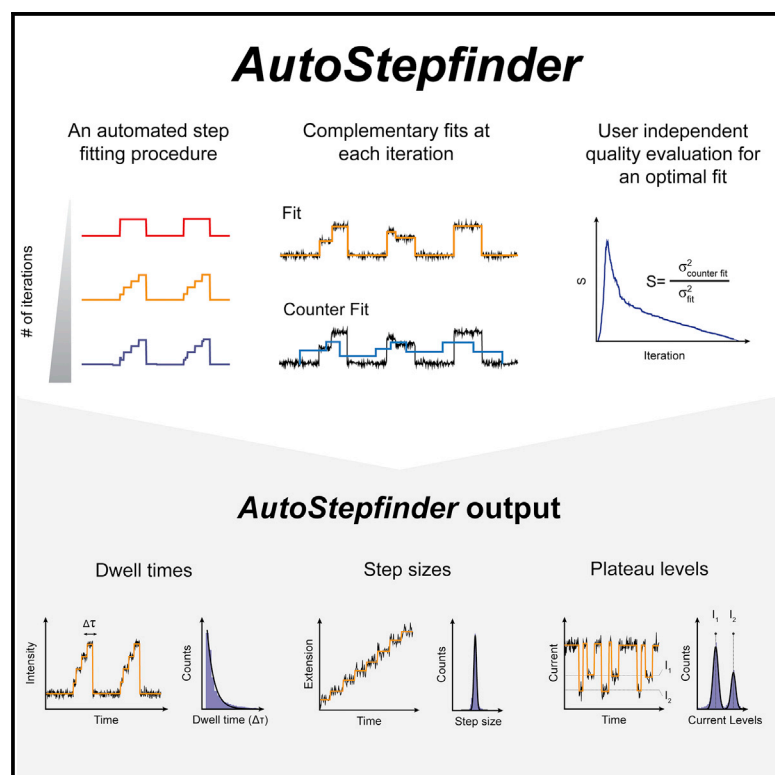 AutoStepfinder
An automated step
fitting procedure
Complementary fits at
each iteration
User independent
quality evaluation for
an optimal fit
# of iterations
Fit
Counter Fit
S
S= σ²counter fit / σ²fit
Iteration
AutoStepfinder output
Dwell times
Step sizes
Plateau levels
Δτ
Intensity
Time
Counts
Dwell time (Δτ)
Extension
Time
Counts
Step size
Current
I₁
I₂
Time
I₁ I₂
Counts
Current Levels